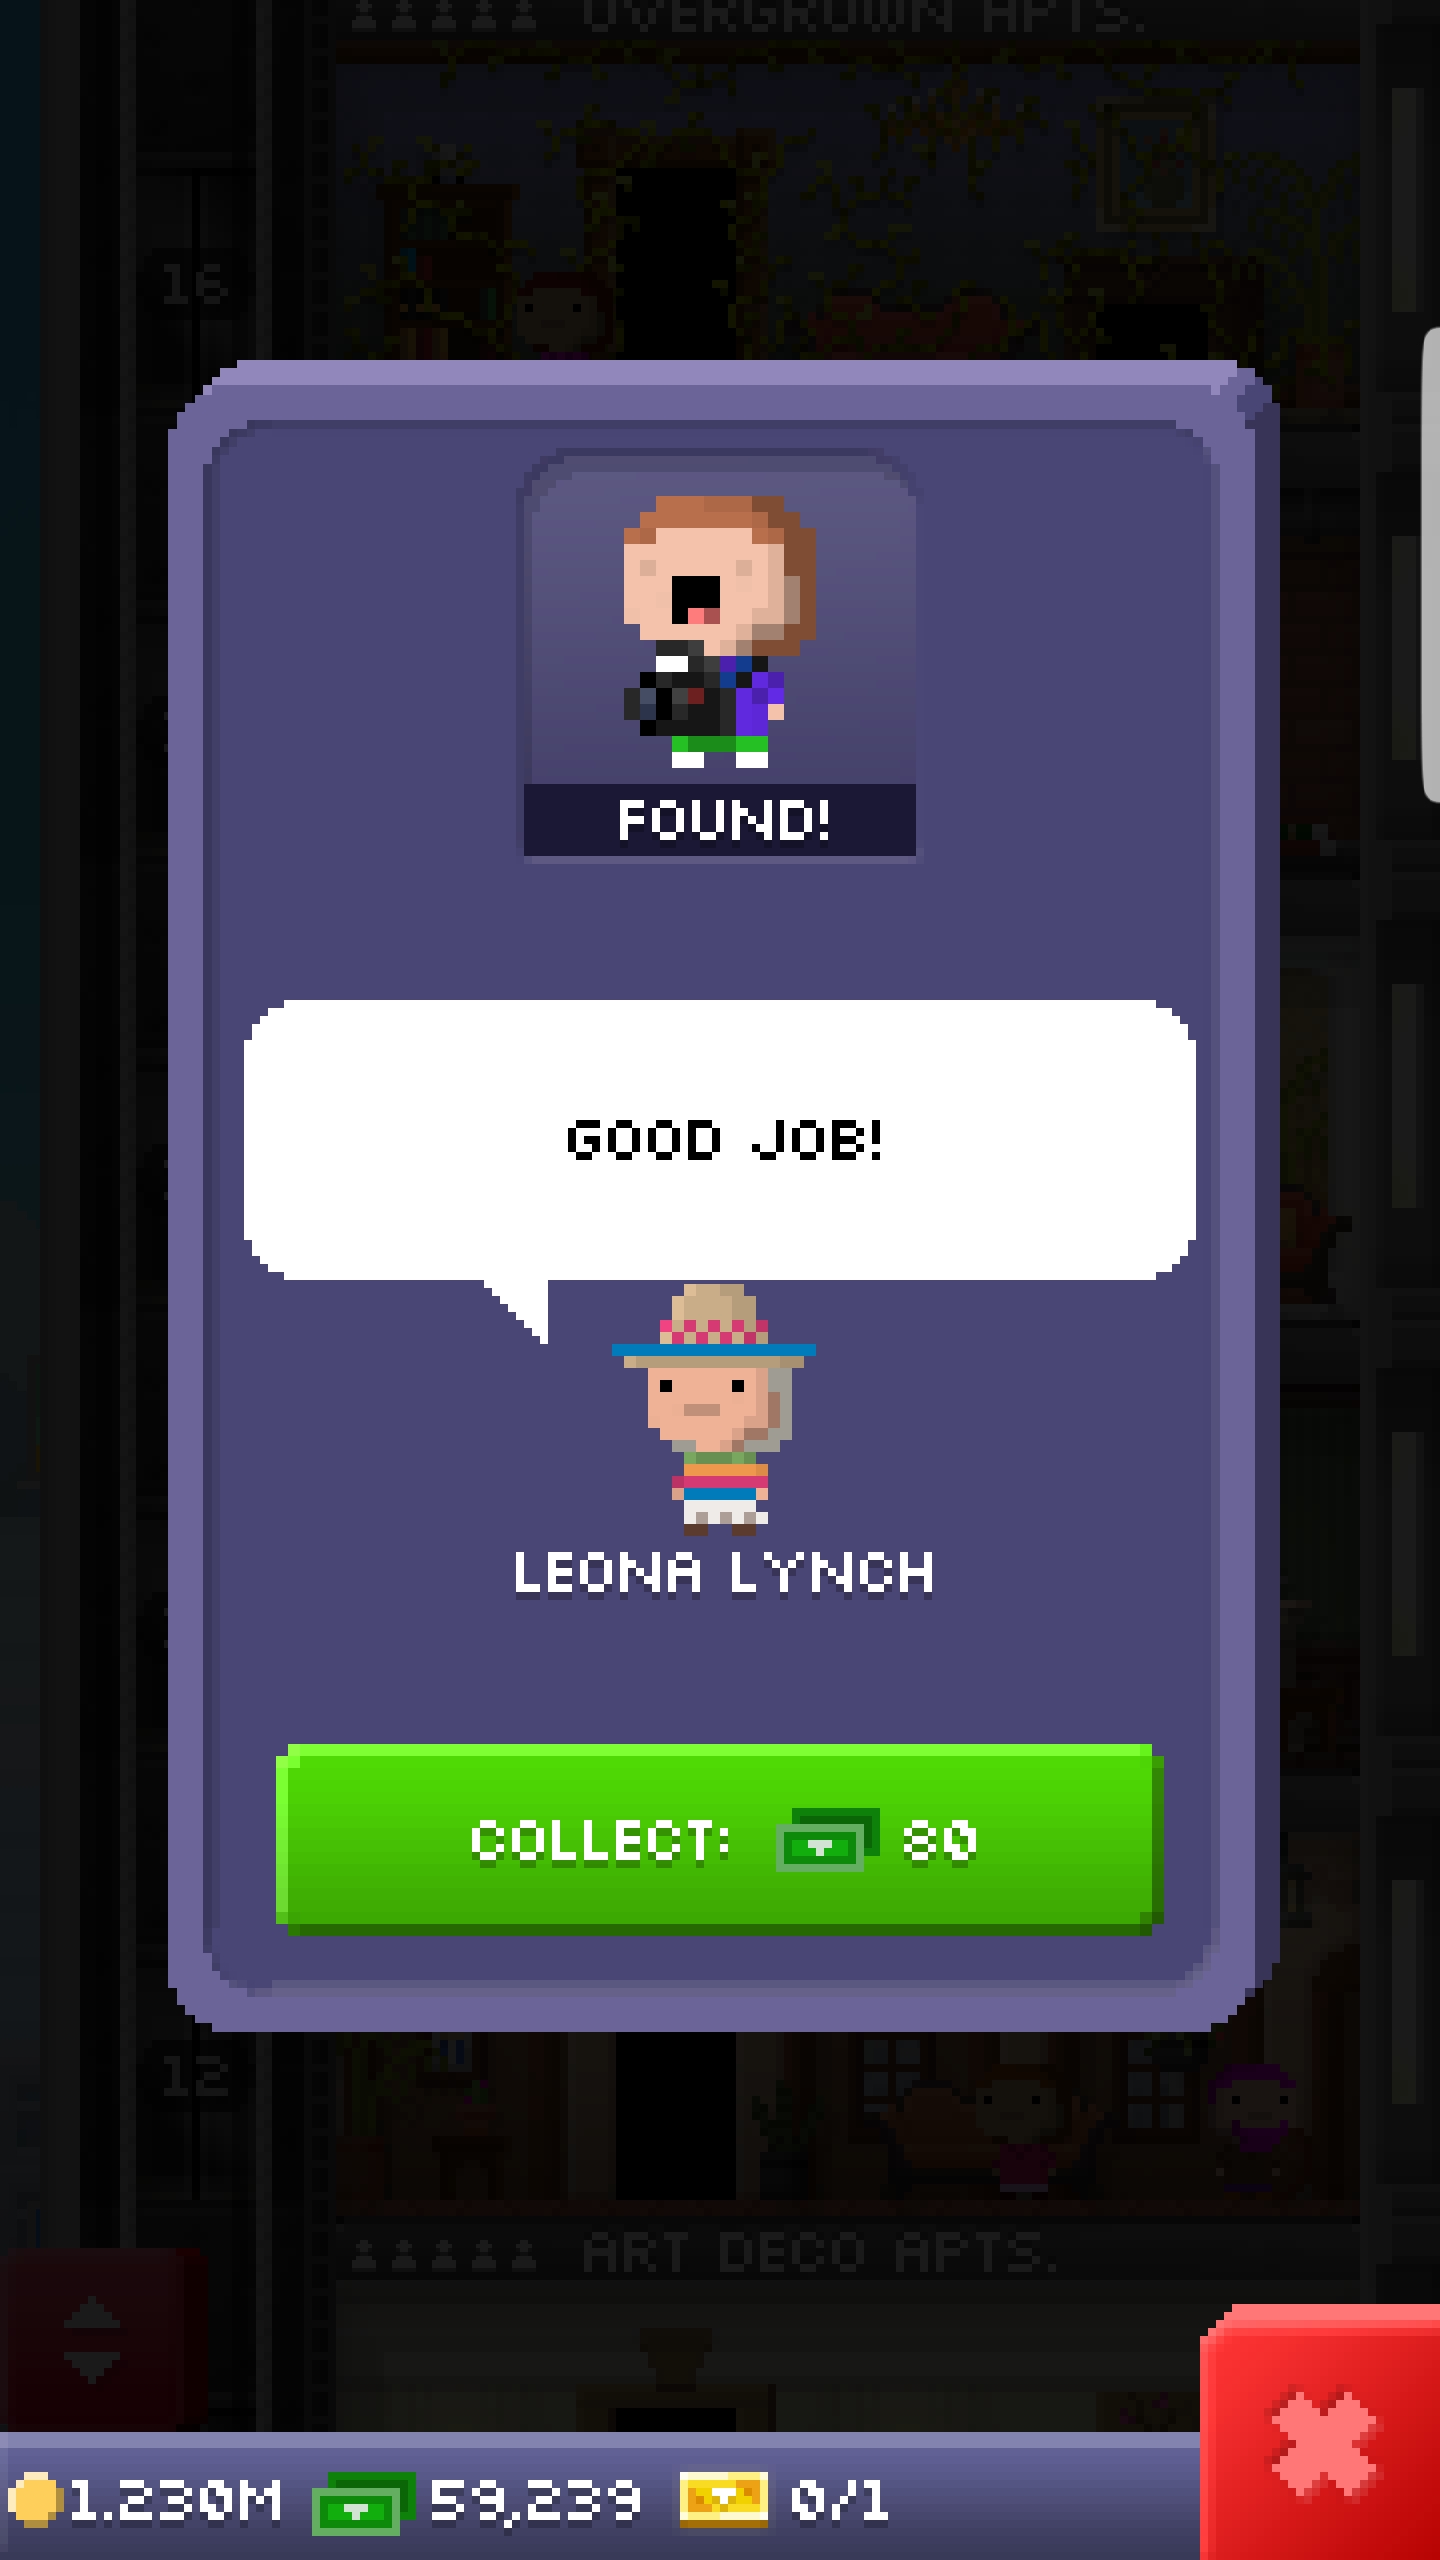 OVERGROWN APTS.
16
FOUND!
GOOD JOB!
LEONA LYNCH
COLLECT: 80
12
ART DECO APTS.
1.230M 59,239 0/1